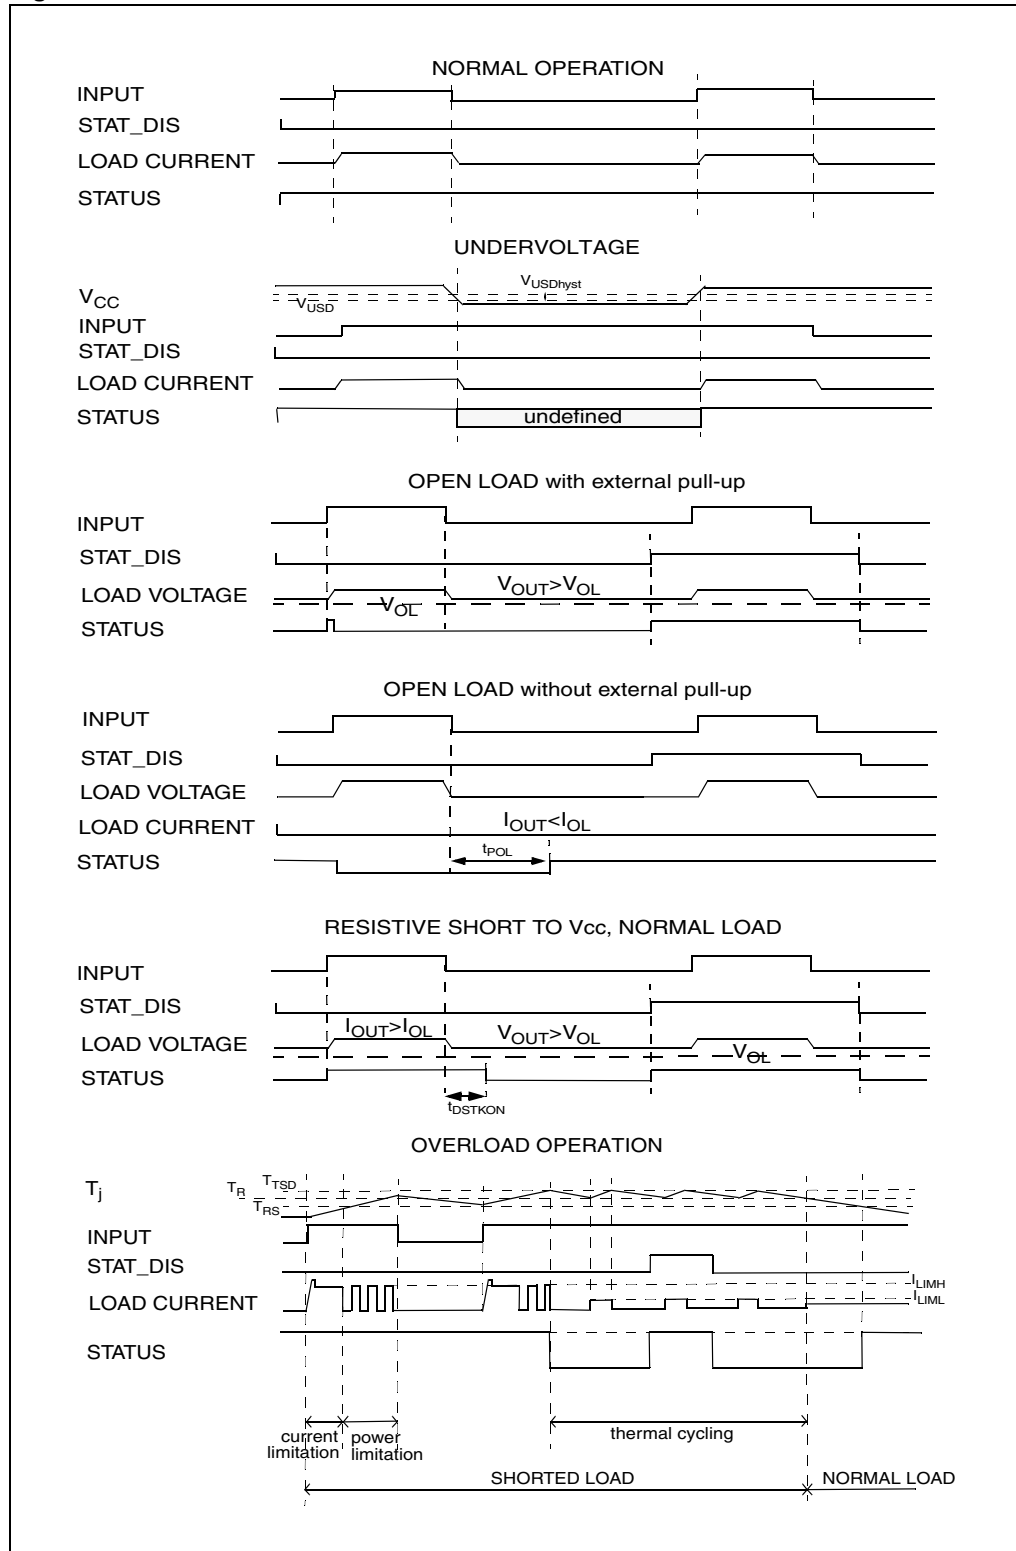 NORMAL OPERATION
INPUT
STAT_DIS
LOAD CURRENT
STATUS
UNDERVOLTAGE
VUSDhyst
VCC
VUSD
INPUT
STAT_DIS
LOAD CURRENT
STATUS
undefined
OPEN LOAD with external pull-up
INPUT
STAT_DIS
LOAD VOLTAGE
VOUT>VOL
VOL
STATUS
OPEN LOAD without external pull-up
INPUT
STAT_DIS
LOAD VOLTAGE
LOAD CURRENT
IOUT<IOL
STATUS
tPOL
RESISTIVE SHORT TO Vcc, NORMAL LOAD
INPUT
STAT_DIS
IOUT>IOL
VOUT>VOL
LOAD VOLTAGE
VOL
STATUS
tDSTKON
OVERLOAD OPERATION
Tj
TR
TTSD
TRS
INPUT
STAT_DIS
ILIMH
LOAD CURRENT
ILIML
STATUS
current
limitation
power
limitation
thermal cycling
SHORTED LOAD
NORMAL LOAD